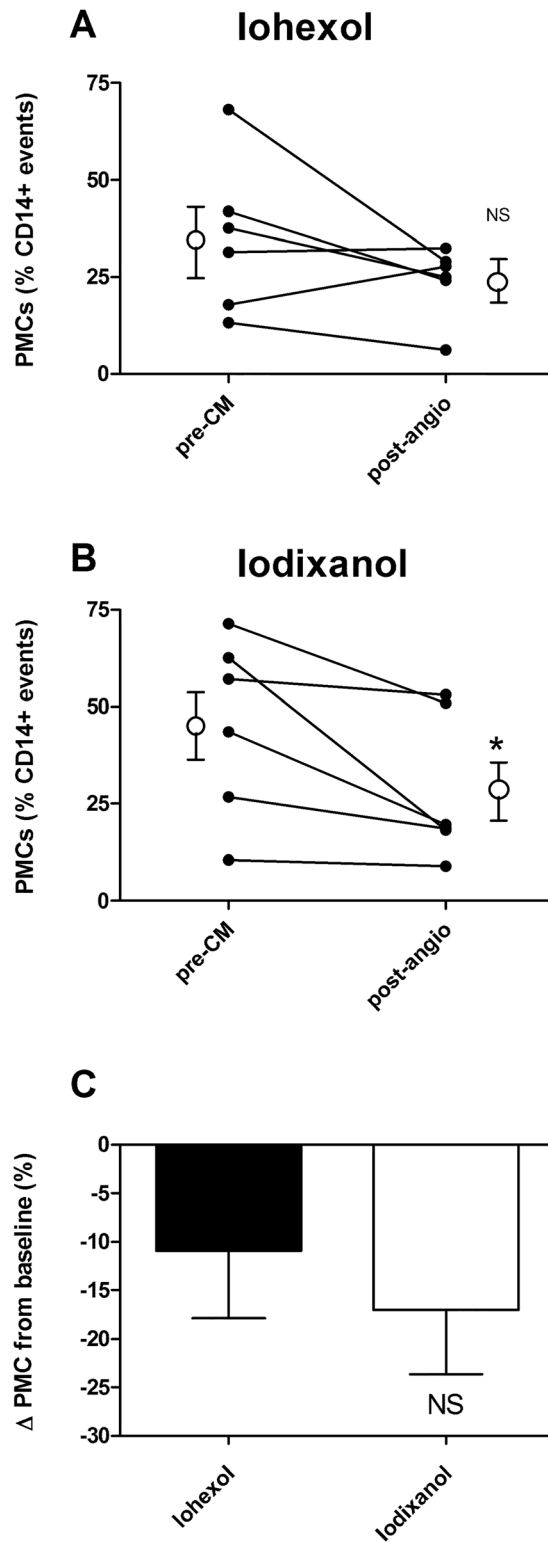 A
Iohexol
PMCs (% CD14+ events)
75
50
25
0
NS
pre-CM
post-angio
B
Iodixanol
PMCs (% CD14+ events)
75
50
25
0
*
pre-CM
post-angio
C
Δ PMC from baseline (%)
0
-5
-10
-15
-20
-25
-30
NS
Iohexol
Iodixanol